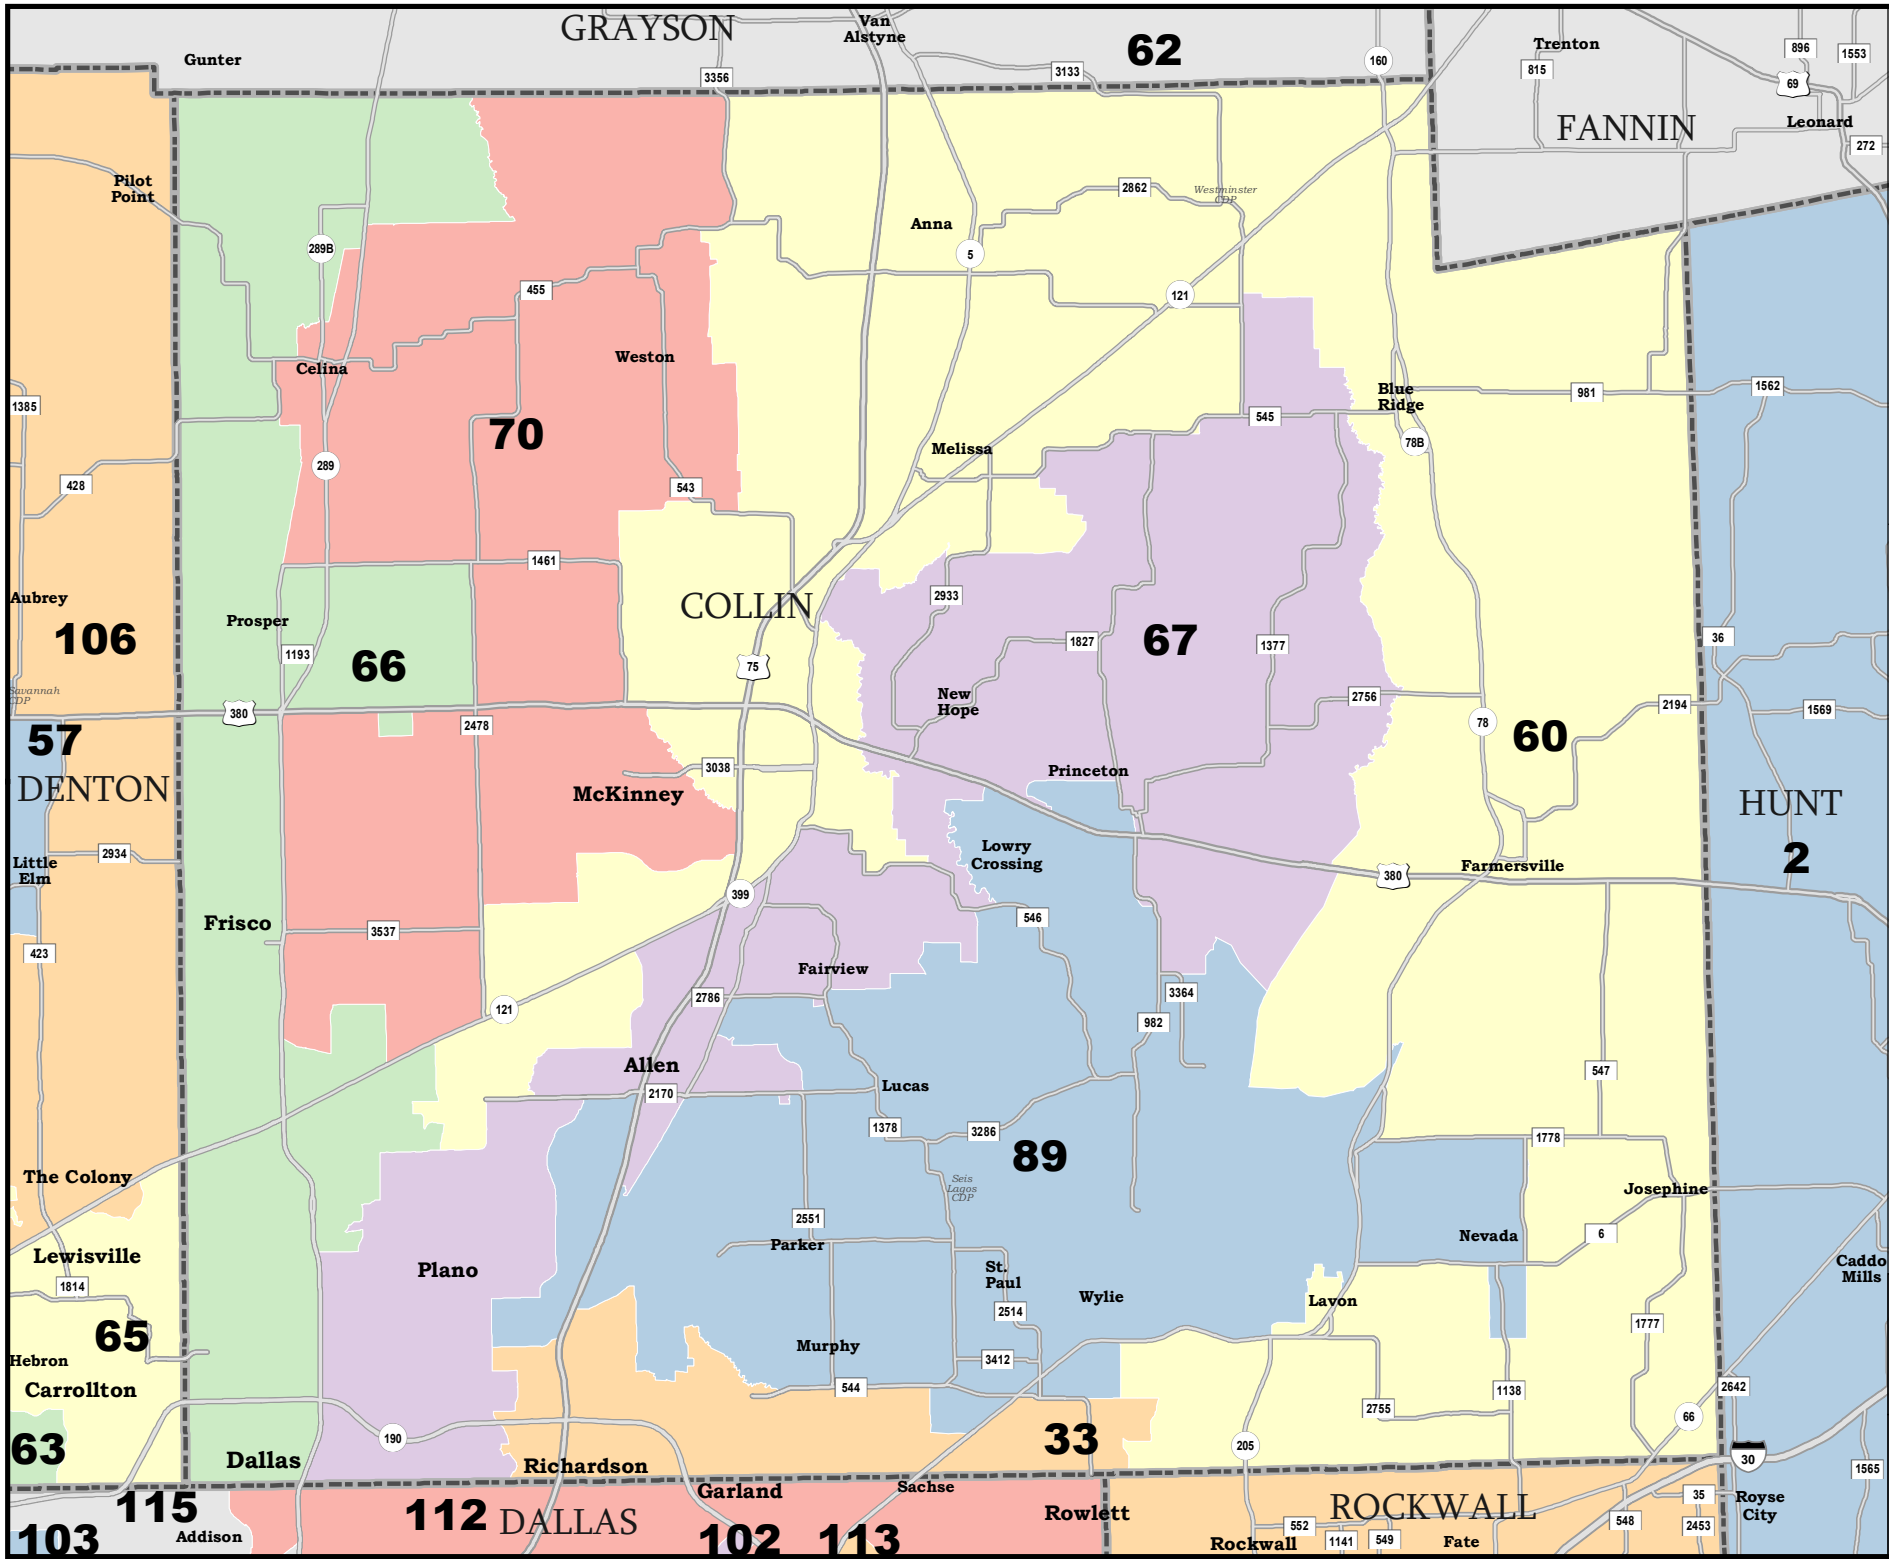 GRAYSON
Van
Alstyne
62
Gunter
3356
3133
160
Trenton
815
896
1553
69
FANNIN
Leonard
272
Pilot
Point
2862
Westminster
CDP
Anna
289B
5
455
121
Weston
Celina
1385
Blue
Ridge
981
1562
545
70
78B
Melissa
289
428
543
1461
Aubrey
2933
COLLIN
Prosper
106
1193
66
75
1827
67
1377
36
Savannah
CDP
New
Hope
2756
2194
1569
380
57
2478
78
60
DENTON
3038
Princeton
McKinney
HUNT
2934
Little
Elm
Lowry
Crossing
2
Farmersville
380
399
546
Frisco
3537
423
Fairview
2786
121
3364
982
Allen
2170
Lucas
547
1378
3286
89
1778
The Colony
Seis
Lagos
CDP
Josephine
2551
Parker
Nevada
6
Lewisville
Plano
St.
Paul
Caddo
Mills
1814
Wylie
Lavon
2514
65
Murphy
1777
Hebron
3412
Carrollton
544
1138
2642
2755
63
190
33
205
66
Dallas
Richardson
30
1565
115
112
DALLAS
Garland
Sachse
Rowlett
ROCKWALL
35
Royse
City
103
Addison
102
113
552
1141
549
548
2453
Rockwall
Fate